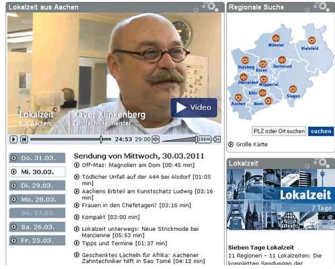 Lokalzeit aus Aachen
Lokalzeit
Aachen
Xaver Klinkenberg
Zahntechnikermeister
Video
24:53 29:00
100%
Do. 31.03.
Mi. 30.03.
Di. 29.03.
Mo. 28.03.
So. 27.03.
Sa. 26.03.
Fr. 25.03.
Sendung von Mittwoch, 30.03.2011
Off-Maz: Magnolien am Dom [00:45 min]
Tödlicher Unfall auf der A44 bei Alsdorf [01:05
min]
Aachens Erbteil am Kunstschatz Ludwig [03:16
min]
Frauen in den Chefetagen? [03:16 min]
Kompakt [03:00 min]
Lokalzeit unterwegs: Neue Strickmode bei
Marcienne [05:53 min]
Tipps und Termine [01:37 min]
Geschenktes Lächeln für Afrika: Aachener
Zahntechniker hilft in Sao Tomé [04:12 min]
Regionale Suche
Münster
Bielefeld
Duisburg
Essen
Dortmund
Düsseldorf
Wuppertal
Köln
Siegen
Aachen
Bonn
PLZ oder Ort suchen
suchen
Große Karte
Lokalzeit
Lokalzeit
7 Tage
Sieben Tage Lokalzeit
11 Regionen - 11 Lokalzeiten: Die
kompletten Sendungen der